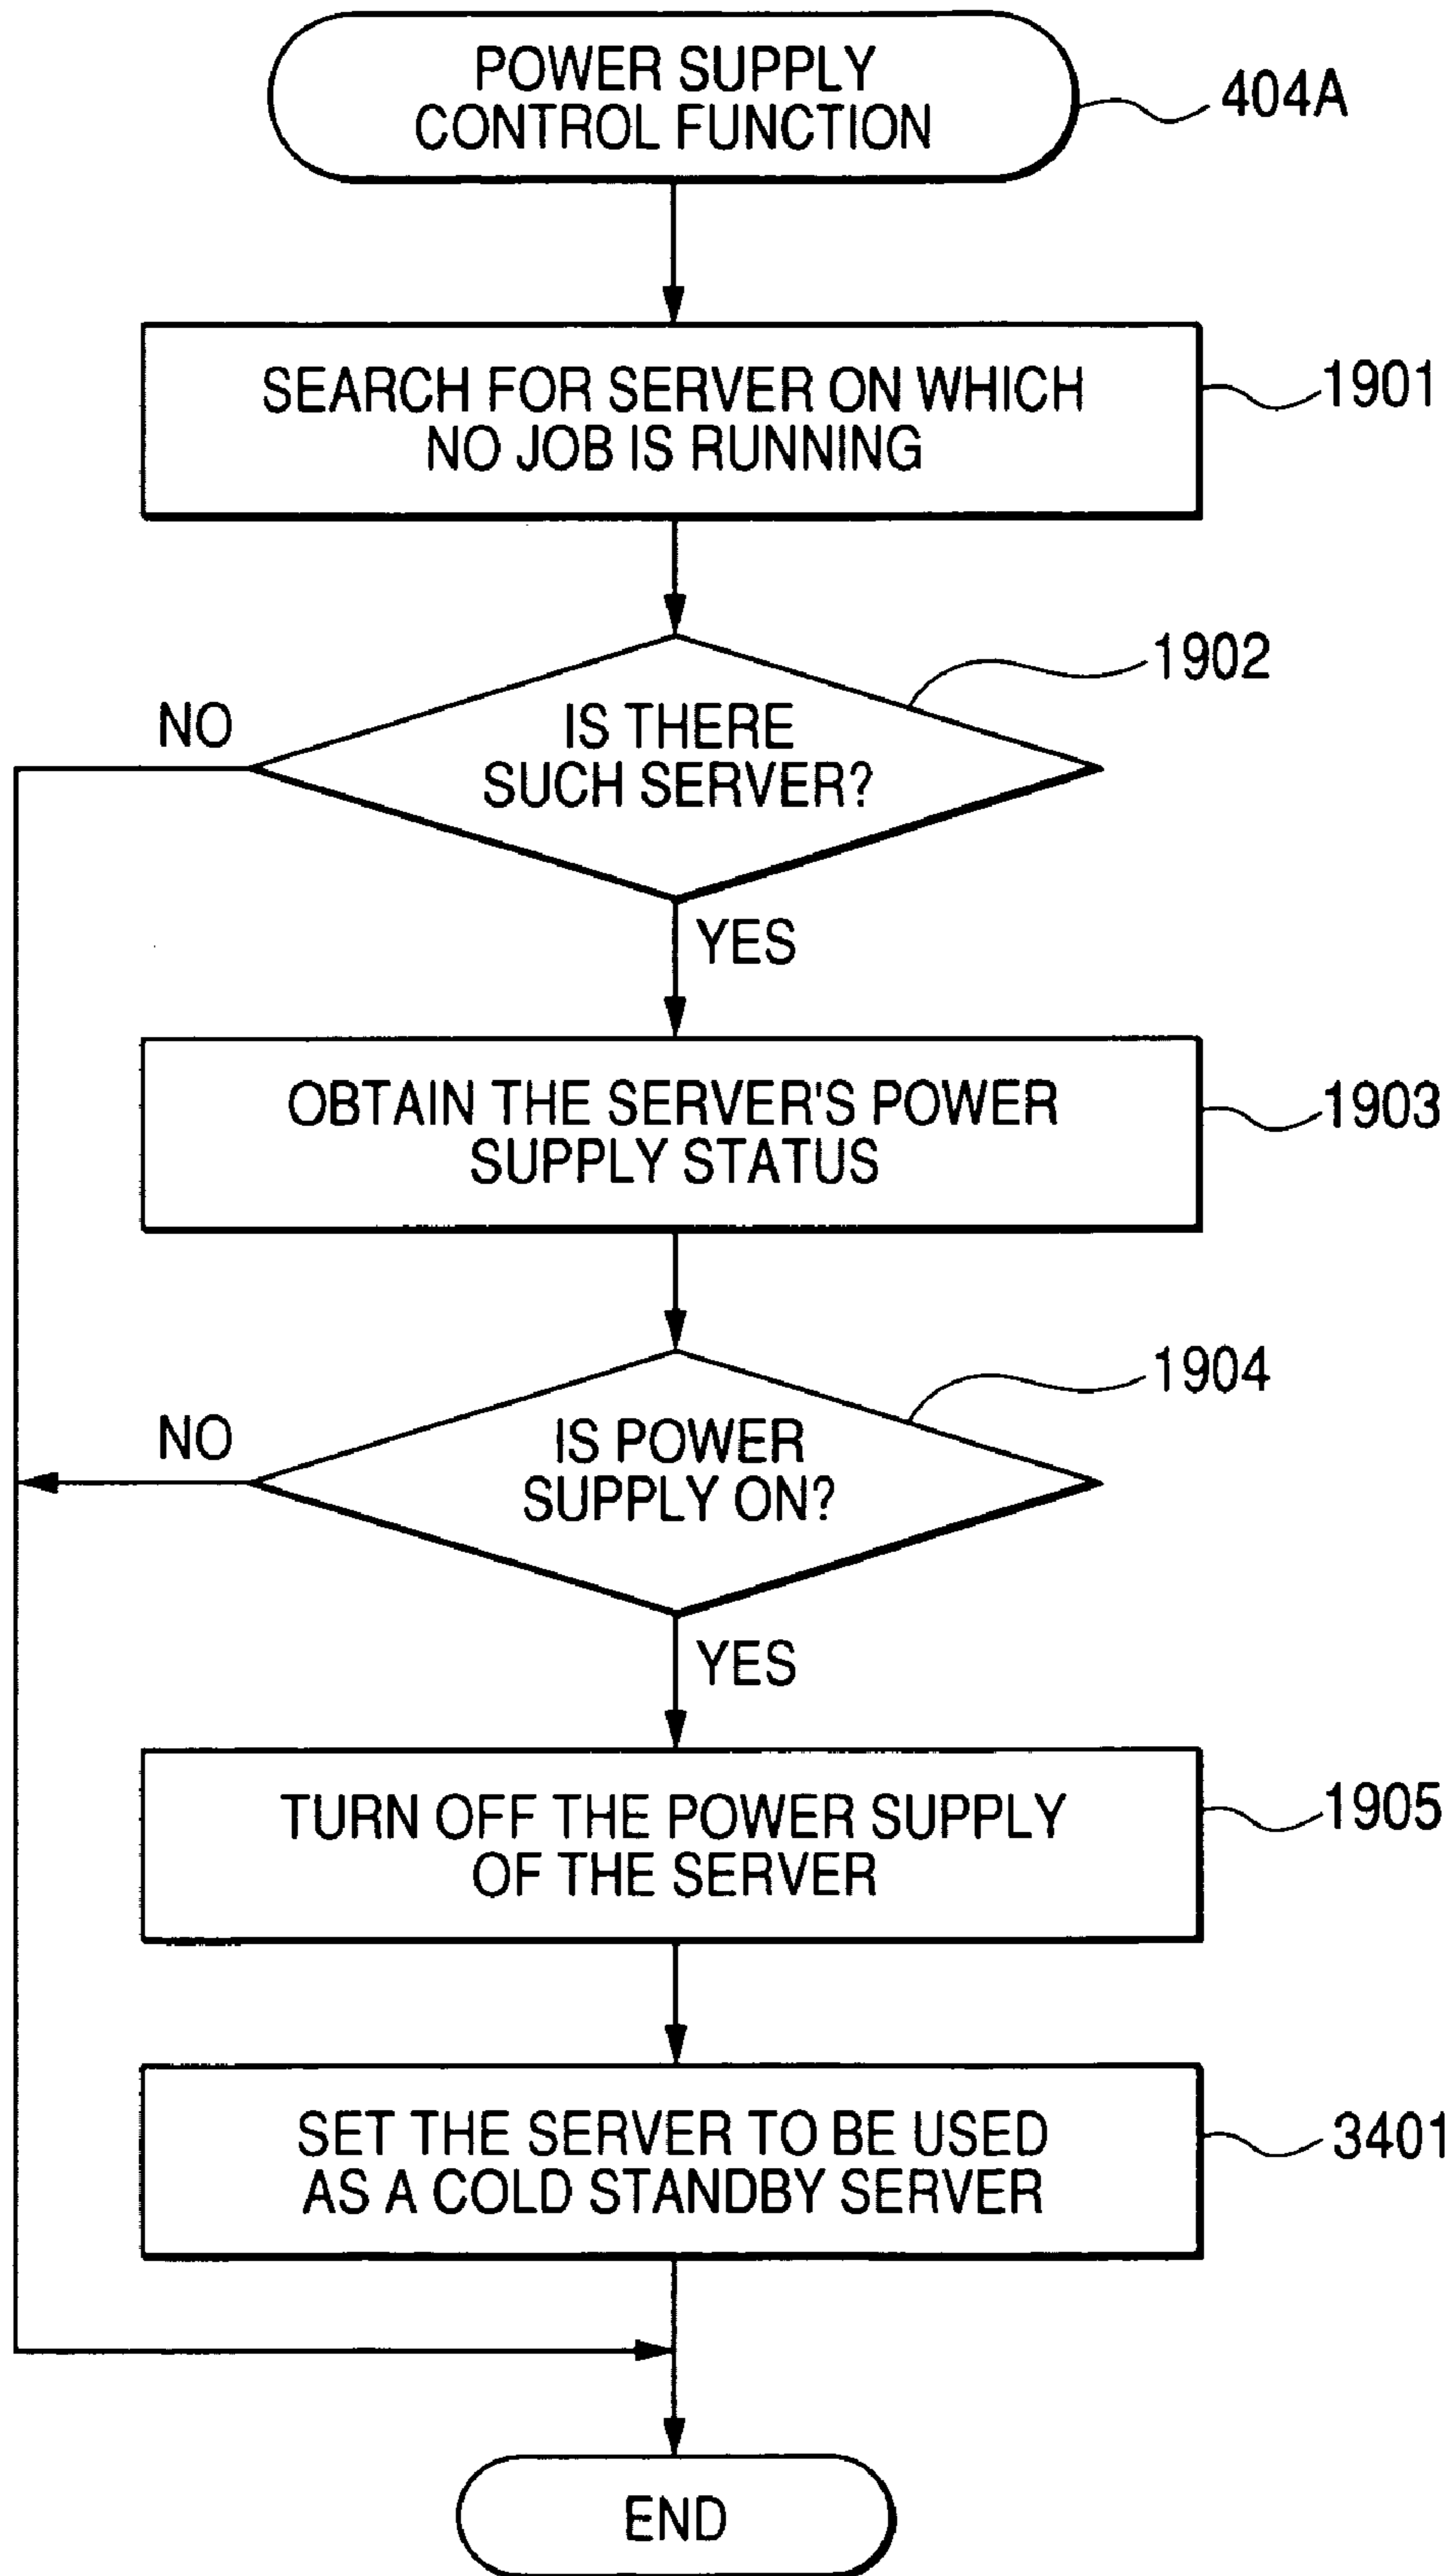 POWER SUPPLY
CONTROL FUNCTION
404A
SEARCH FOR SERVER ON WHICH
NO JOB IS RUNNING
1901
1902
NO
IS THERE
SUCH SERVER?
YES
OBTAIN THE SERVER'S POWER
SUPPLY STATUS
1903
1904
NO
IS POWER
SUPPLY ON?
YES
TURN OFF THE POWER SUPPLY
OF THE SERVER
1905
SET THE SERVER TO BE USED
AS A COLD STANDBY SERVER
3401
END